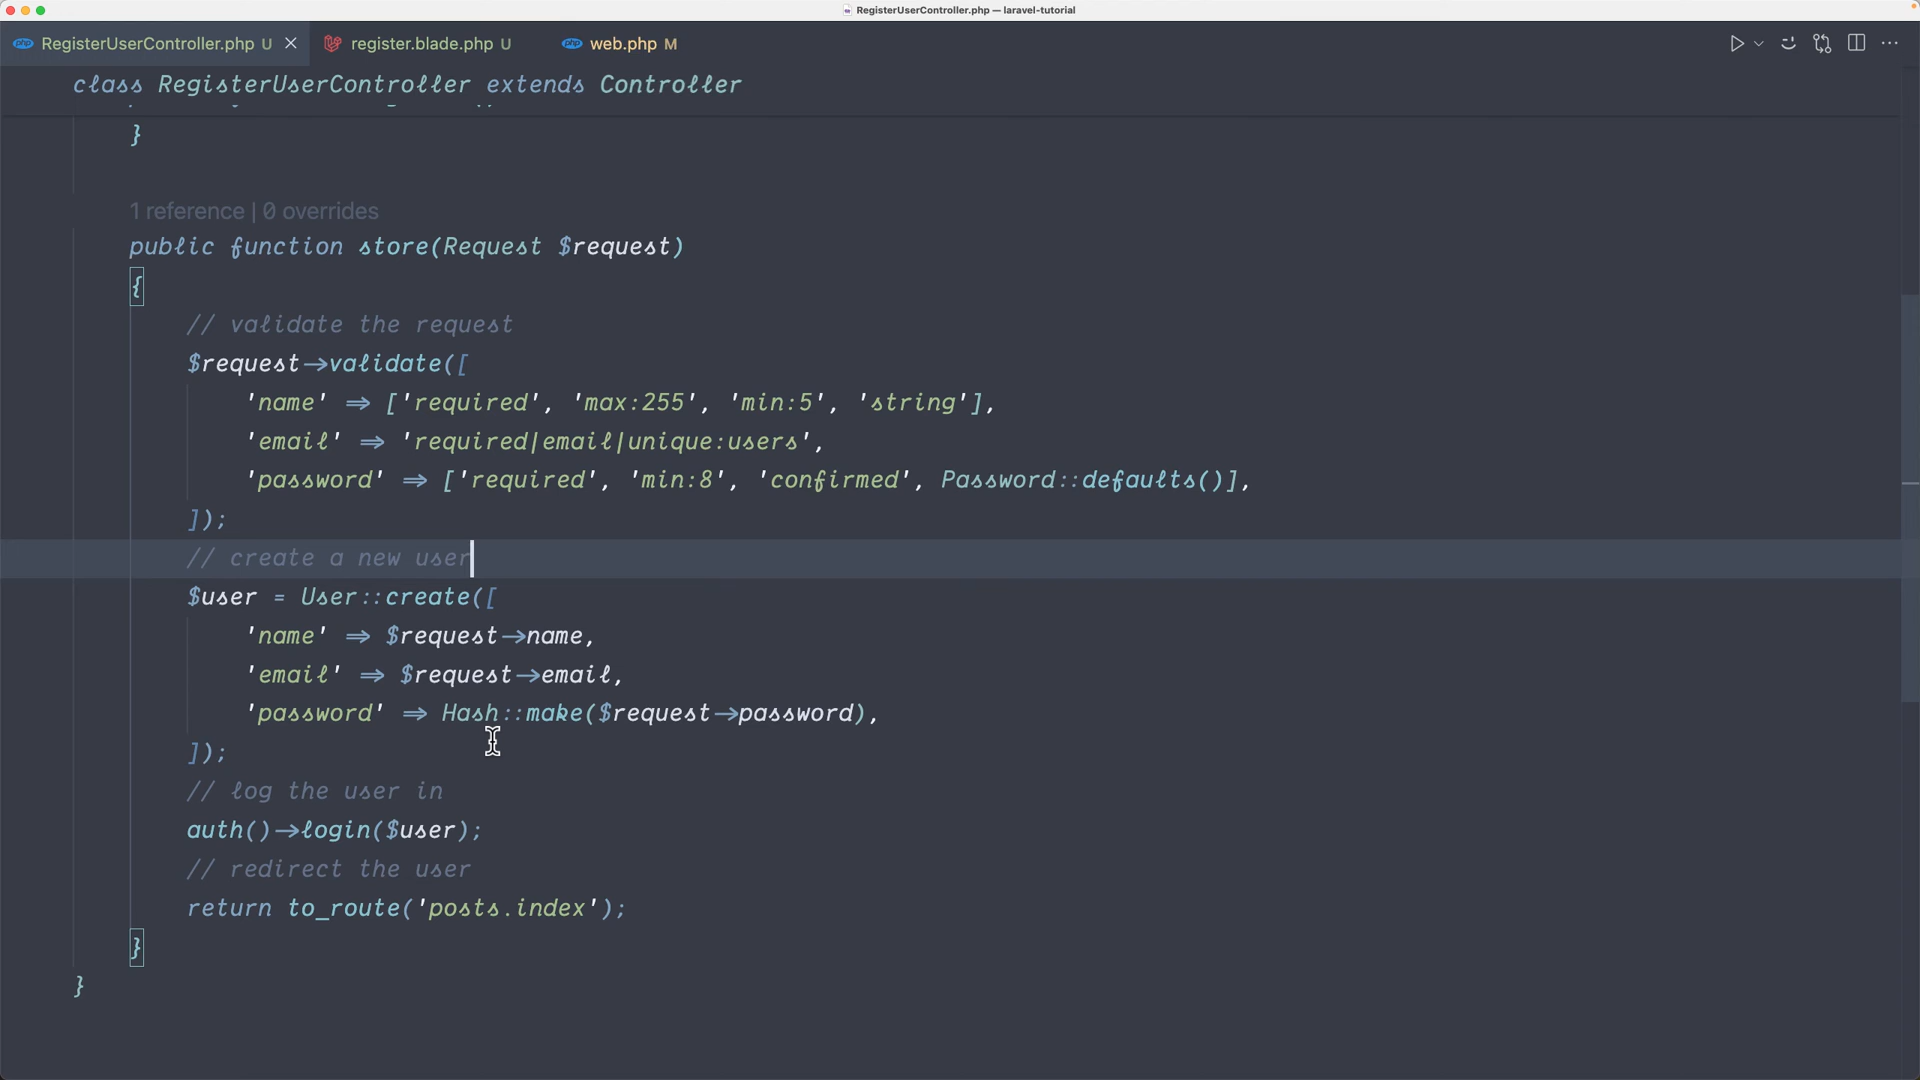 RegisterUserController.php — laravel-tutorial
RegisterUserController.php U
register.blade.php U
web.php M
class RegisterUserController extends Controller
}
1 reference | 0 overrides
public function store(Request $request)
{
// validate the request
$request->validate([
'name' => ['required', 'max:255', 'min:5', 'string'],
'email' => 'required|email|unique:users',
'password' => ['required', 'min:8', 'confirmed', Password::defaults()],
]);
// create a new user
$user = User::create([
'name' => $request->name,
'email' => $request->email,
'password' => Hash::make($request->password),
]);
// log the user in
auth()->login($user);
// redirect the user
return to_route('posts.index');
}
}